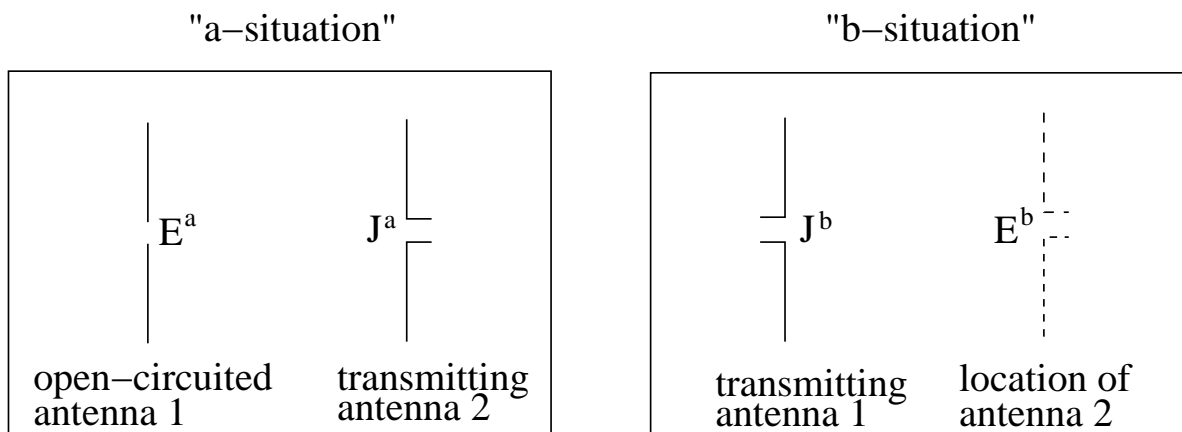 "a−situation"
"b−situation"
E^a
J^a
open−circuited
antenna 1
transmitting
antenna 2
J^b
E^b
transmitting
antenna 1
location of
antenna 2